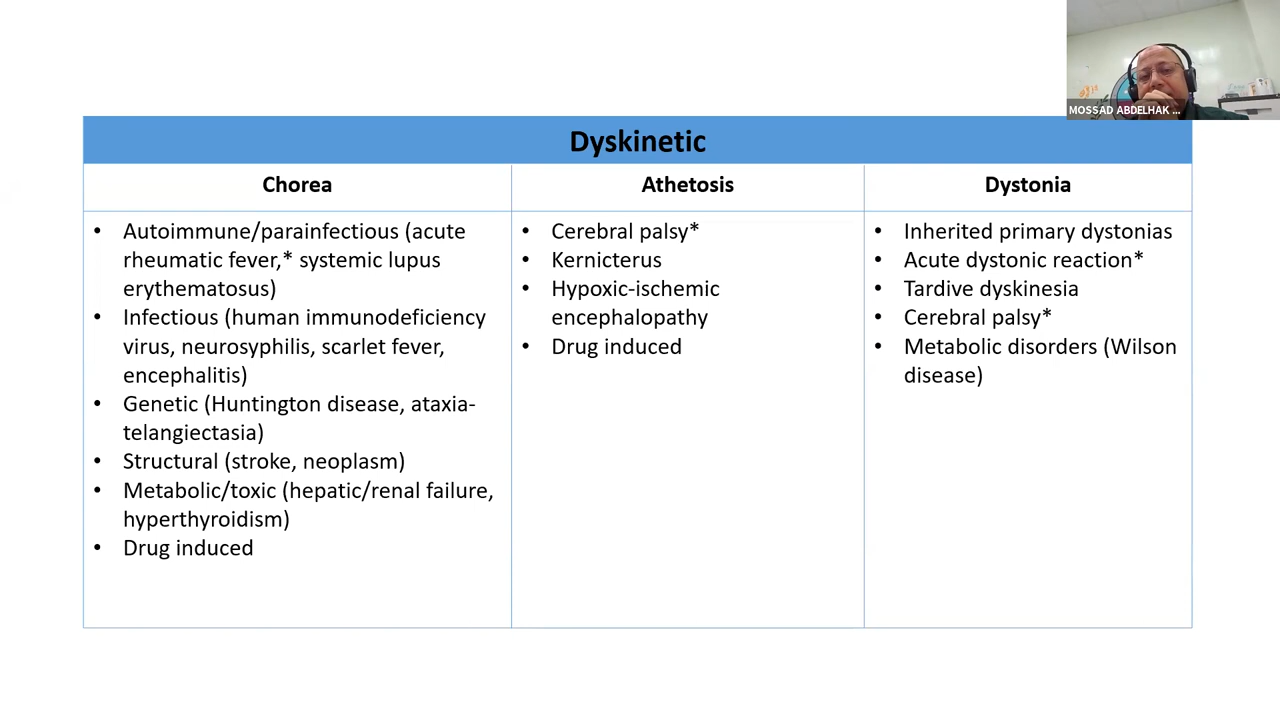 MOSSAD ABDELHAK ...
Dyskinetic
Chorea
Athetosis
Dystonia
• Autoimmune/parainfectious (acute
rheumatic fever,* systemic lupus
erythematosus)
• Infectious (human immunodeficiency
virus, neurosyphilis, scarlet fever,
encephalitis)
• Genetic (Huntington disease, ataxia-
telangiectasia)
• Structural (stroke, neoplasm)
• Metabolic/toxic (hepatic/renal failure,
hyperthyroidism)
• Drug induced
• Cerebral palsy*
• Kernicterus
• Hypoxic-ischemic
encephalopathy
• Drug induced
• Inherited primary dystonias
• Acute dystonic reaction*
• Tardive dyskinesia
• Cerebral palsy*
• Metabolic disorders (Wilson
disease)